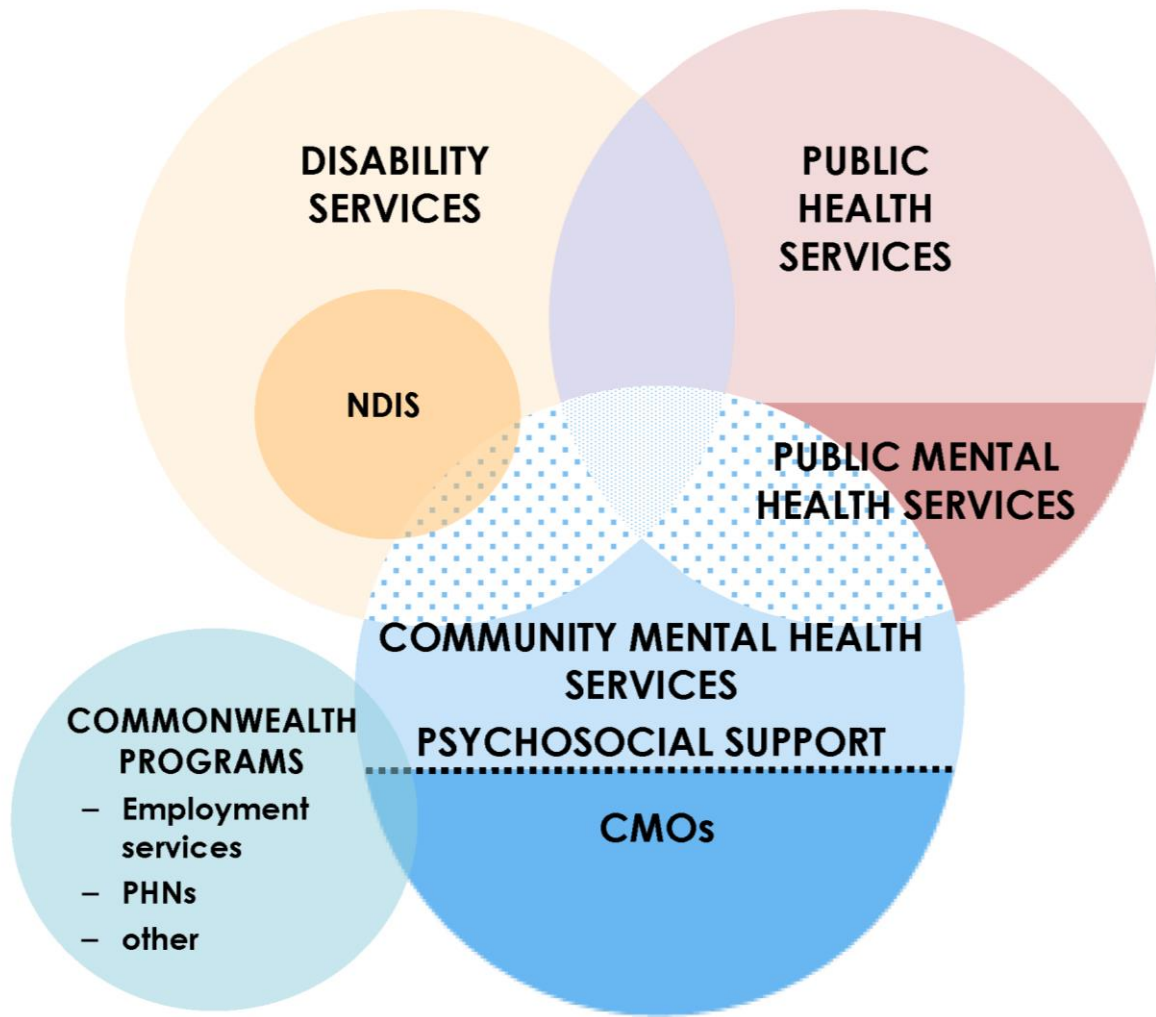 DISABILITY
SERVICES
PUBLIC
HEALTH
SERVICES
NDIS
PUBLIC MENTAL
HEALTH SERVICES
COMMUNITY MENTAL HEALTH
SERVICES
PSYCHOSOCIAL SUPPORT
CMOs
COMMONWEALTH
PROGRAMS
– Employment
services
– PHNs
– other